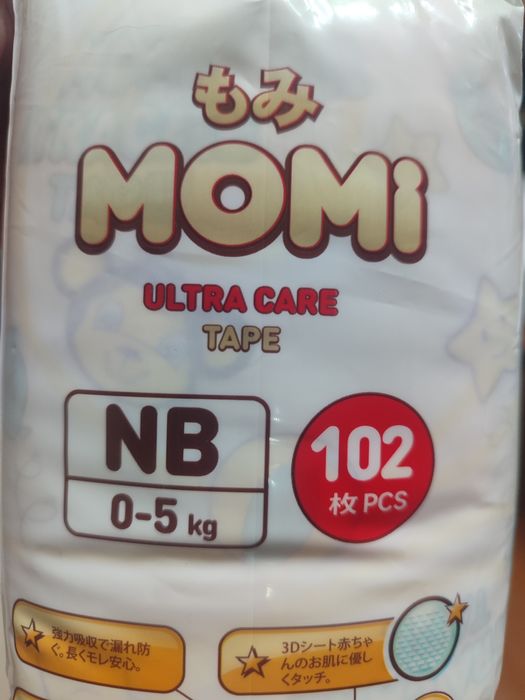 もみ
MOMi
ULTRA CARE
TAPE
NB
0-5 kg
102
枚 PCS
強力吸収で漏れ防
ぐ。長くモレ安心。
3Dシート赤ちゃ
んのお肌に優し
くタッチ。